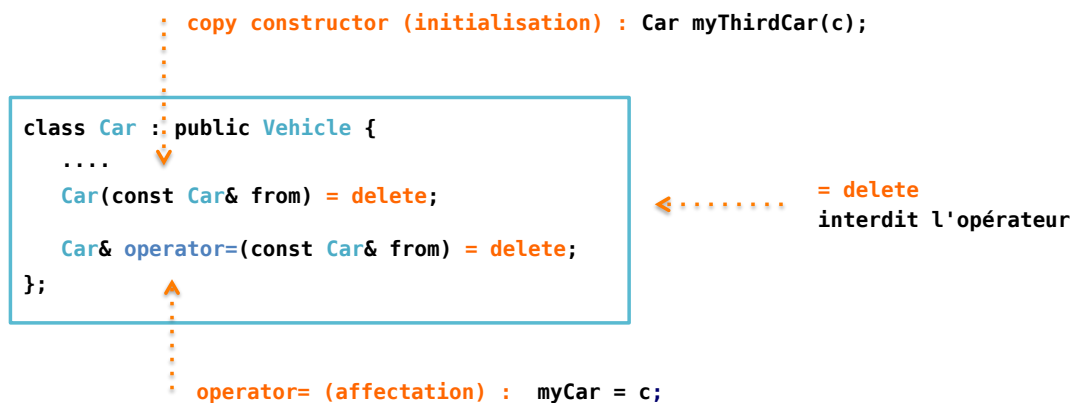 copy constructor (initialisation) : Car myThirdCar(c);
class Car : public Vehicle {
....
Car(const Car& from) = delete;
= delete
interdit l'opérateur
Car& operator=(const Car& from) = delete;
};
operator= (affectation) : myCar = c;